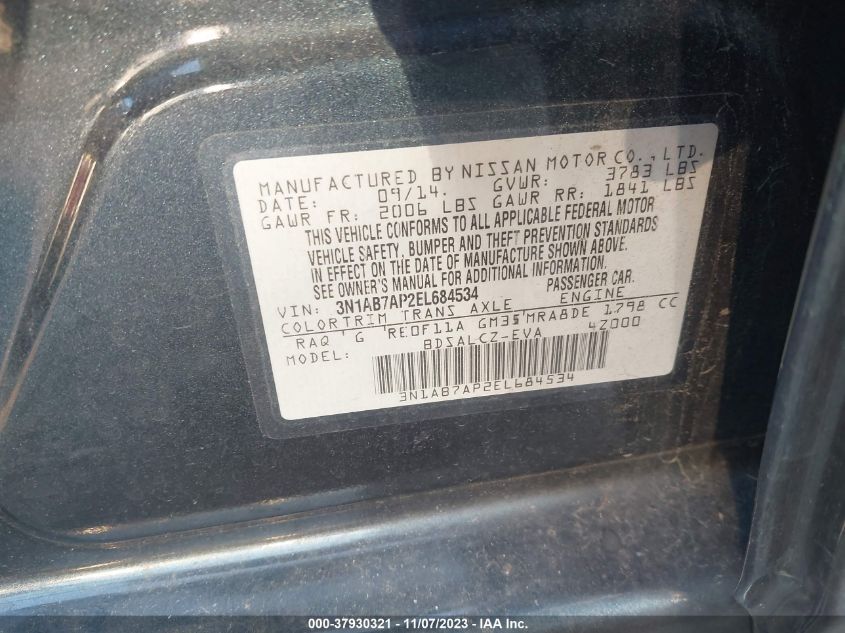 MANUFACTURED BY NISSAN MOTOR CO., LTD.
DATE: 09/14. GVWR: 3783 LBS
GAWR FR: 2006 LBS GAWR RR: 1841 LBS
THIS VEHICLE CONFORMS TO ALL APPLICABLE FEDERAL MOTOR
VEHICLE SAFETY, BUMPER AND THEFT PREVENTION STANDARDS
IN EFFECT ON THE DATE OF MANUFACTURE SHOWN ABOVE.
SEE OWNER'S MANUAL FOR ADDITIONAL INFORMATION.
VIN: 3N1AB7AP2EL684534 PASSENGER CAR.
COLOR TRIM TRANS AXLE ENGINE
RAQ G RE0F11A GM35 MRA8DE 1.798 CC
MODEL: BDSALCZ-EVA 4Z000
3N1AB7AP2EL684534
000-37930321 - 11/07/2023 - IAA Inc.